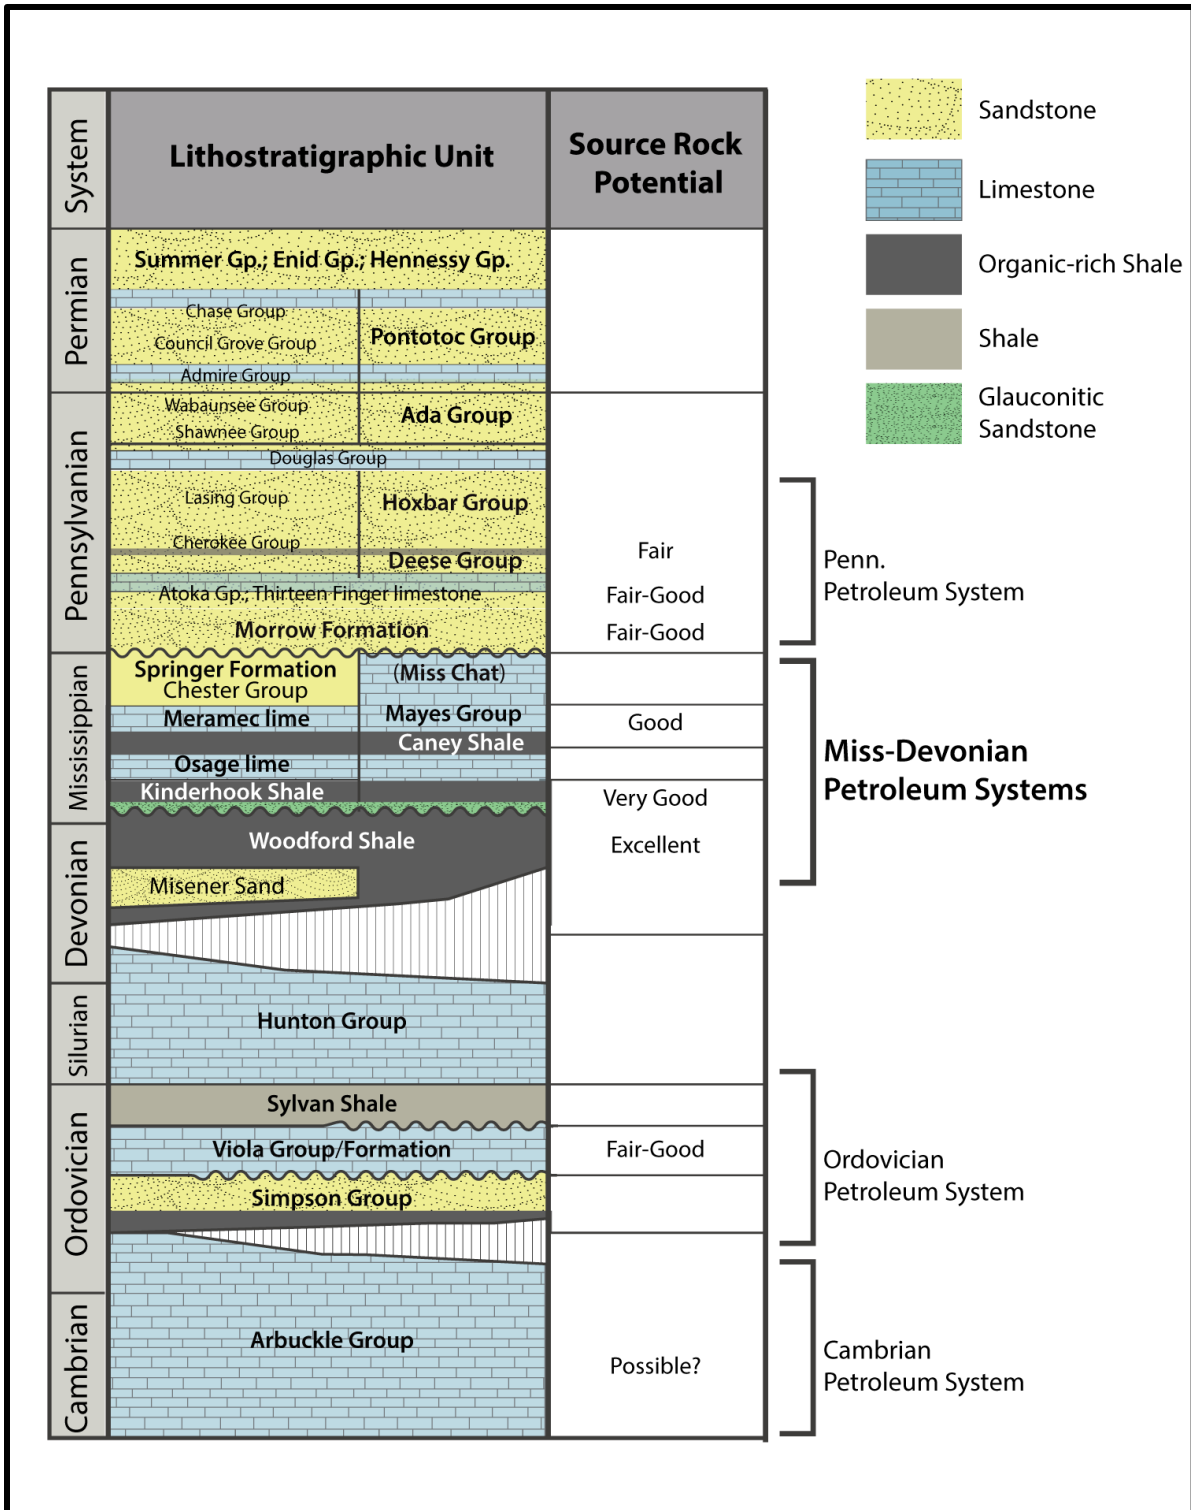 System
Lithostratigraphic Unit
Source Rock
Potential
Permian
Summer Gp.; Enid Gp.; Hennessy Gp.
Chase Group
Council Grove Group
Pontotoc Group
Admire Group
Pennsylvanian
Wabaunsee Group
Ada Group
Shawnee Group
Douglas Group
Lasing Group
Hoxbar Group
Cherokee Group
Deese Group
Fair
Atoka Gp.; Thirteen Finger limestone
Fair-Good
Morrow Formation
Fair-Good
Mississippian
Springer Formation
Chester Group
(Miss Chat)
Meramec lime
Mayes Group
Good
Caney Shale
Osage lime
Kinderhook Shale
Very Good
Devonian
Woodford Shale
Excellent
Misener Sand
Silurian
Hunton Group
Ordovician
Sylvan Shale
Viola Group/Formation
Fair-Good
Simpson Group
Cambrian
Arbuckle Group
Possible?
Sandstone
Limestone
Organic-rich Shale
Shale
Glauconitic
Sandstone
Penn.
Petroleum System
Miss-Devonian
Petroleum Systems
Ordovician
Petroleum System
Cambrian
Petroleum System